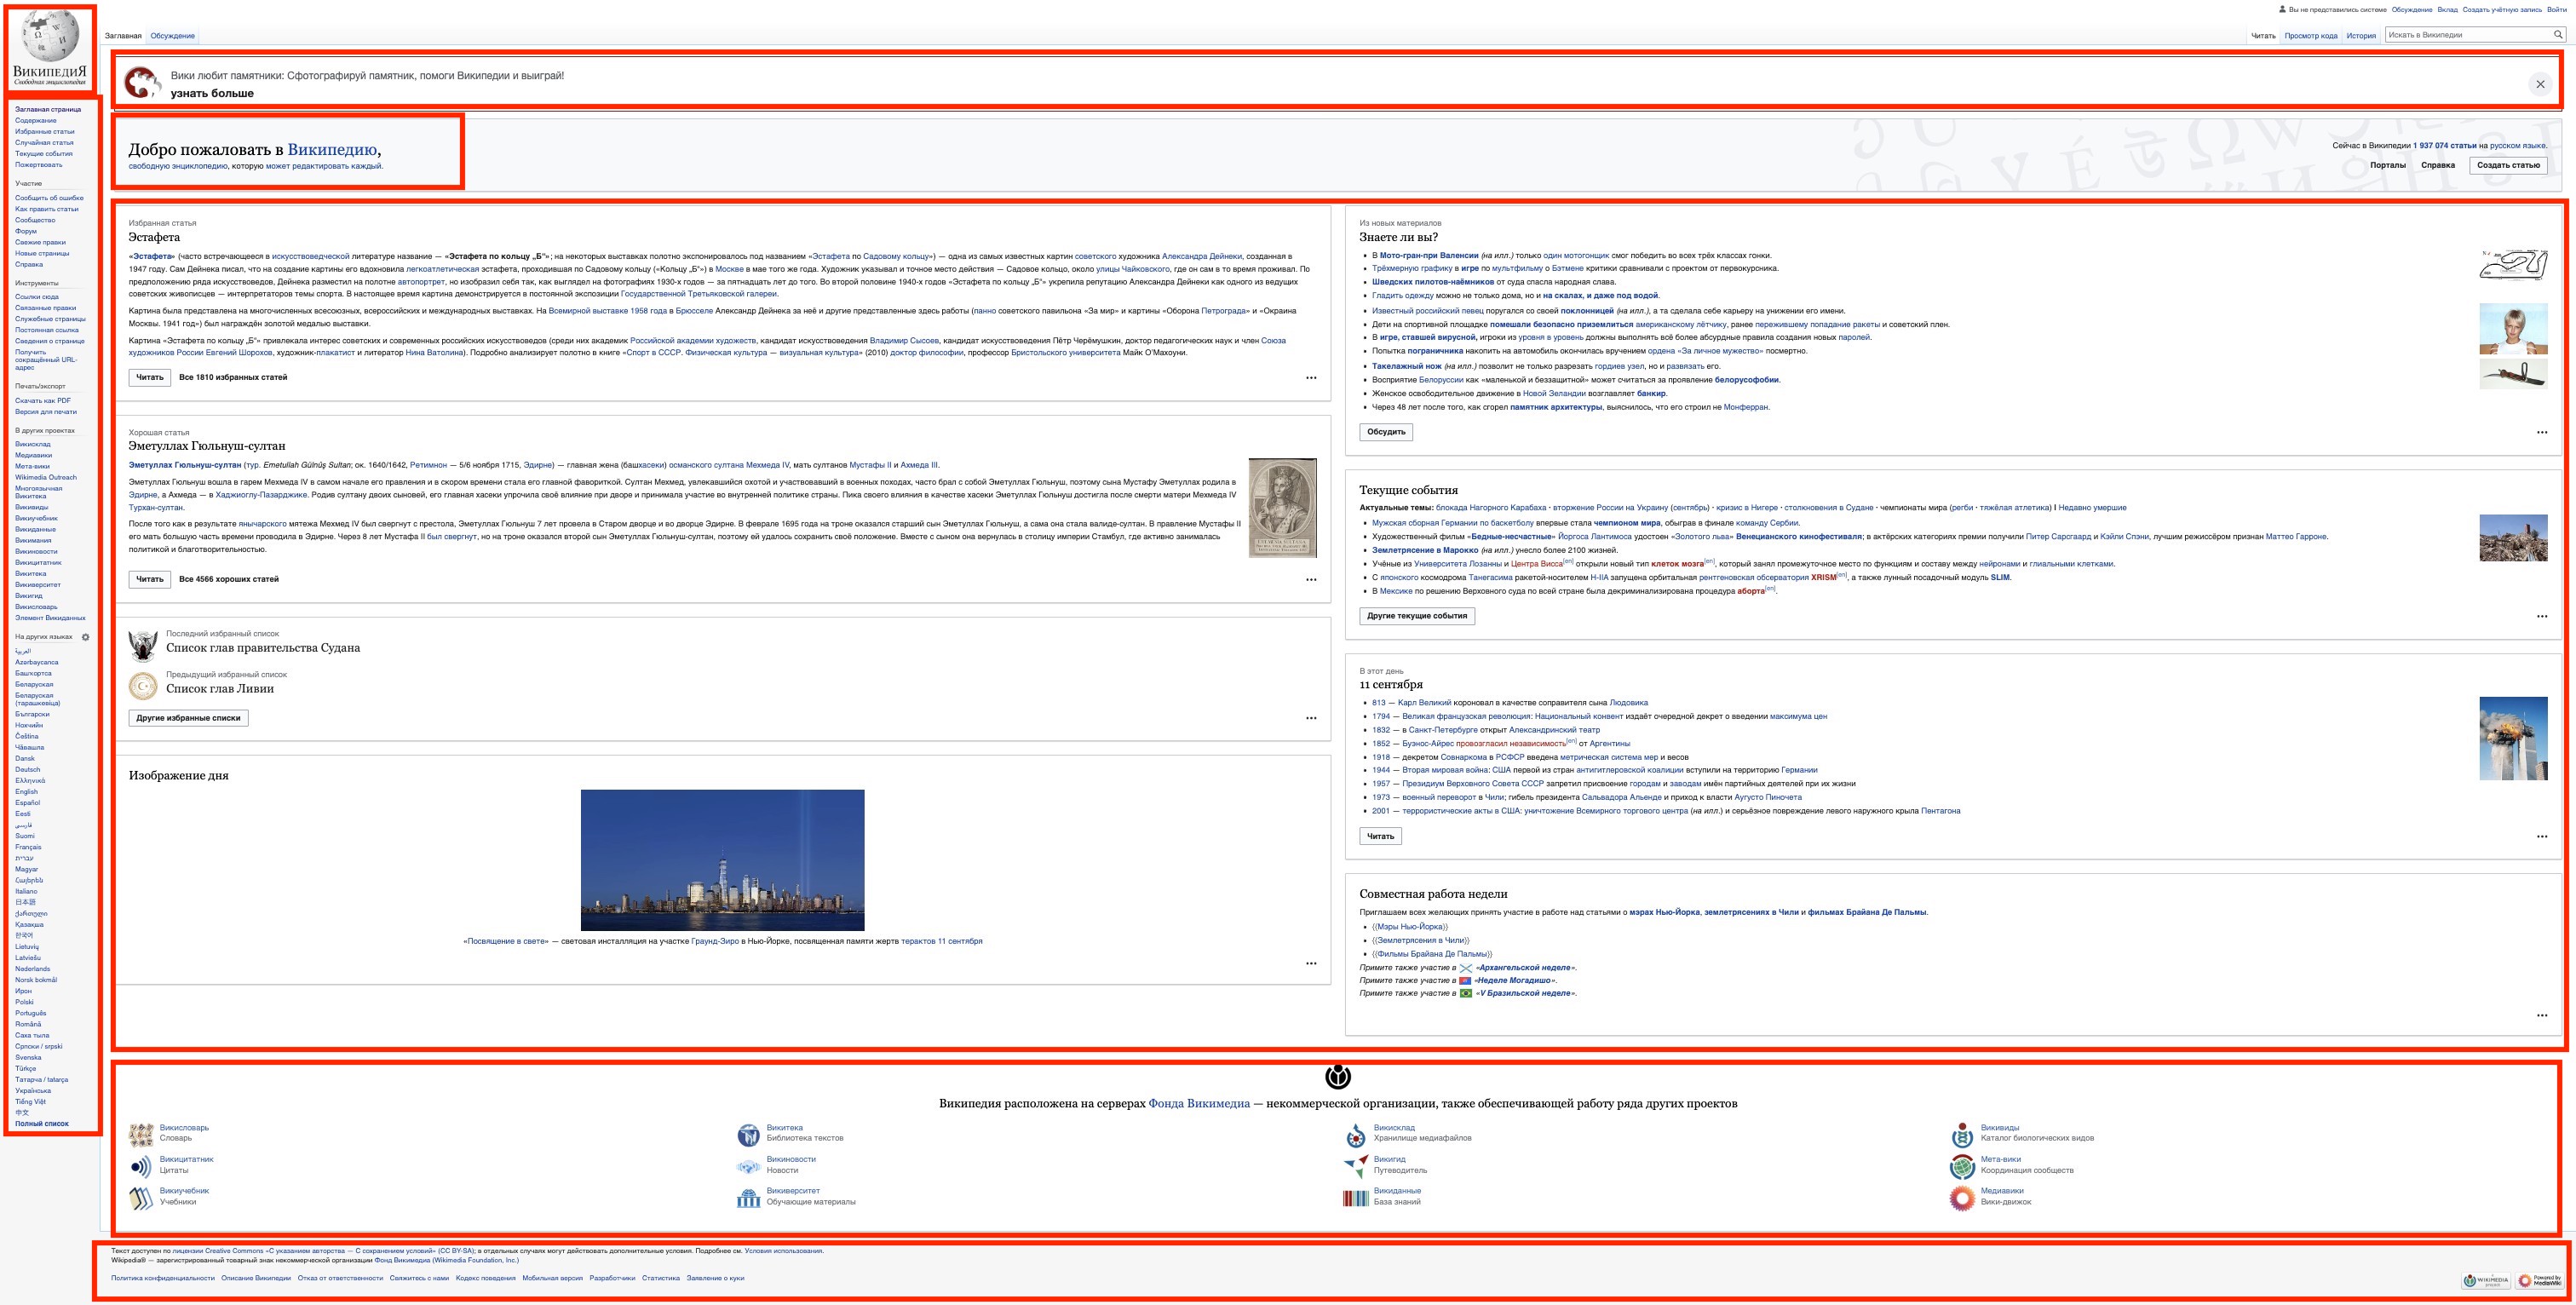 ВикипедиЯ
Свободная энциклопедия
Вы не представились системе Обсуждение Вклад Создать учётную запись Войти
Заглавная Обсуждение
Читать Просмотр кода История Искать в Википедии
Вики любит памятники: Сфотографируй памятник, помоги Википедии и выиграй!
узнать больше
Заглавная страница
Содержание
Избранные статьи
Случайная статья
Текущие события
Пожертвовать
Участие
Сообщить об ошибке
Как править статьи
Сообщество
Форум
Свежие правки
Новые страницы
Справка
Инструменты
Ссылки сюда
Связанные правки
Служебные страницы
Постоянная ссылка
Сведения о странице
Получить
сокращённый URL-
адрес
Печать/экспорт
Скачать как PDF
Версия для печати
В других проектах
Викисклад
Медиавики
Мета-вики
Wikimedia Outreach
Многоязычная
Викитека
Викивиды
Викиучебник
Викиданные
Викимания
Викиновости
Викицитатник
Викитека
Викиверситет
Викигид
Викисловарь
Элемент Викиданных
На других языках
العربية
Azərbaycanca
Башҡортса
Беларуская
Беларуская
(тарашкевіца)
Български
Нохчийн
Čeština
Чӑвашла
Dansk
Deutsch
Ελληνικά
English
Español
Eesti
فارسی
Suomi
Français
עברית
Magyar
Հայերեն
Italiano
日本語
ქართული
Қазақша
한국어
Lietuvių
Latviešu
Nederlands
Norsk bokmål
Ирон
Polski
Português
Română
Саха тыла
Српски / srpski
Svenska
Türkçe
Татарча / tatarça
Українська
Tiếng Việt
中文
Полный список
Добро пожаловать в Википедию,
свободную энциклопедию, которую может редактировать каждый.
Сейчас в Википедии 1 937 074 статьи на русском языке.
Порталы Справка Создать статью
Избранная статья
Эстафета
«Эстафета» (часто встречающееся в искусствоведческой литературе название — «Эстафета по кольцу „Б“»; на некоторых выставках полотно экспонировалось под названием «Эстафета по Садовому кольцу») — одна из самых известных картин советского художника Александра Дейнеки, созданная в
1947 году. Сам Дейнека писал, что на создание картины его вдохновила легкоатлетическая эстафета, проходившая по Садовому кольцу («Кольцу „Б“») в Москве в мае того же года. Художник указывал и точное место действия — Садовое кольцо, около улицы Чайковского, где он сам в то время проживал. По
предположению ряда искусствоведов, Дейнека разместил на полотне автопортрет, но изобразил себя так, как выглядел на фотографиях 1930-х годов — за пятнадцать лет до того. Во второй половине 1940-х годов «Эстафета по кольцу „Б“» укрепила репутацию Александра Дейнеки как одного из ведущих
советских живописцев — интерпретаторов темы спорта. В настоящее время картина демонстрируется в постоянной экспозиции Государственной Третьяковской галереи.
Картина была представлена на многочисленных всесоюзных, всероссийских и международных выставках. На Всемирной выставке 1958 года в Брюсселе Александр Дейнека за неё и другие представленные здесь работы (панно советского павильона «За мир» и картины «Оборона Петрограда» и «Окраина
Москвы. 1941 год») был награждён золотой медалью выставки.
Картина «Эстафета по кольцу „Б“» привлекала интерес советских и современных российских искусствоведов (среди них академик Российской академии художеств, кандидат искусствоведения Владимир Сысоев, кандидат искусствоведения Пётр Черёмушкин, доктор педагогических наук и член Союза
художников России Евгений Шорохов, художник-плакатист и литератор Нина Ватолина). Подробно анализирует полотно в книге «Спорт в СССР. Физическая культура — визуальная культура» (2010) доктор философии, профессор Бристольского университета Майк О’Махоуни.
Читать Все 1810 избранных статей
Хорошая статья
Эметуллах Гюльнуш-султан
Эметуллах Гюльнуш-султан (тур. Emetullah Gülnûş Sultan; ок. 1640/1642, Ретимнон — 5/6 ноября 1715, Эдирне) — главная жена (башхасеки) османского султана Мехмеда IV, мать султанов Мустафы II и Ахмеда III.
Эметуллах Гюльнуш вошла в гарем Мехмеда IV в самом начале его правления и в скором времени стала его главной фавориткой. Султан Мехмед, увлекавшийся охотой и участвовавший в военных походах, часто брал с собой Эметуллах Гюльнуш, поэтому сына Мустафу Эметуллах родила в
Эдирне, а Ахмеда — в Хаджиоглу-Пазарджике. Родив султану двоих сыновей, его главная хасеки упрочила своё влияние при дворе и принимала участие во внутренней политике страны. Пика своего влияния в качестве хасеки Эметуллах Гюльнуш достигла после смерти матери Мехмеда IV
Турхан-султан.
После того как в результате янычарского мятежа Мехмед IV был свергнут с престола, Эметуллах Гюльнуш 7 лет провела в Старом дворце и во дворце Эдирне. В феврале 1695 года на троне оказался старший сын Эметуллах Гюльнуш, а сама она стала валиде-султан. В правление Мустафы II
его мать большую часть времени проводила в Эдирне. Через 8 лет Мустафа II был свергнут, но на троне оказался второй сын Эметуллах Гюльнуш-султан, поэтому ей удалось сохранить своё положение. Вместе с сыном она вернулась в столицу империи Стамбул, где активно занималась
политикой и благотворительностью.
Читать Все 4566 хороших статей
Последний избранный список
Список глав правительства Судана
Предыдущий избранный список
Список глав Ливии
Другие избранные списки
Изображение дня
«Посвящение в свете» — световая инсталляция на участке Граунд-Зиро в Нью-Йорке, посвященная памяти жертв терактов 11 сентября
Из новых материалов
Знаете ли вы?
В Мото-гран-при Валенсии (на илл.) только один мотогонщик смог победить во всех трёх классах гонки.
Трёхмерную графику в игре по мультфильму о Бэтмене критики сравнивали с проектом от первокурсника.
Шведских пилотов-наёмников от суда спасла народная слава.
Гладить одежду можно не только дома, но и на скалах, и даже под водой.
Известный российский певец поругался со своей поклонницей (на илл.), а та сделала себе карьеру на унижении его имени.
Дети на спортивной площадке помешали безопасно приземлиться американскому лётчику, ранее пережившему попадание ракеты и советский плен.
В игре, ставшей вирусной, игроки из уровня в уровень должны выполнять всё более абсурдные правила создания новых паролей.
Попытка пограничника накопить на автомобиль окончилась вручением ордена «За личное мужество» посмертно.
Такелажный нож (на илл.) позволит не только разрезать гордиев узел, но и развязать его.
Восприятие Белоруссии как «маленькой и беззащитной» может считаться за проявление белорусофобии.
Женское освободительное движение в Новой Зеландии возглавляет банкир.
Через 48 лет после того, как сгорел памятник архитектуры, выяснилось, что его строил не Монферран.
Обсудить
Текущие события
Актуальные темы: блокада Нагорного Карабаха · вторжение России на Украину (сентябрь) · кризис в Нигере · столкновения в Судане · чемпионаты мира (регби · тяжёлая атлетика) | Недавно умершие
Мужская сборная Германии по баскетболу впервые стала чемпионом мира, обыграв в финале команду Сербии.
Художественный фильм «Бедные-несчастные» Йоргоса Лантимоса удостоен «Золотого льва» Венецианского кинофестиваля; в актёрских категориях премии получили Питер Сарсгаард и Кэйли Спэни, лучшим режиссёром признан Маттео Гарроне.
Землетрясение в Марокко (на илл.) унесло более 2100 жизней.
Учёные из Университета Лозанны и Центра Висса[en] открыли новый тип клеток мозга[en], который занял промежуточное место по функциям и составу между нейронами и глиальными клетками.
С японского космодрома Танегасима ракетой-носителем H-IIA запущена орбитальная рентгеновская обсерватория XRISM[en], а также лунный посадочный модуль SLIM.
В Мексике по решению Верховного суда по всей стране была декриминализирована процедура аборта[en].
Другие текущие события
В этот день
11 сентября
813 — Карл Великий короновал в качестве соправителя сына Людовика
1794 — Великая французская революция: Национальный конвент издаёт очередной декрет о введении максимума цен
1832 — в Санкт-Петербурге открыт Александринский театр
1852 — Буэнос-Айрес провозгласил независимость[en] от Аргентины
1918 — декретом Совнаркома в РСФСР введена метрическая система мер и весов
1944 — Вторая мировая война: США первой из стран антигитлеровской коалиции вступили на территорию Германии
1957 — Президиум Верховного Совета СССР запретил присвоение городам и заводам имён партийных деятелей при их жизни
1973 — военный переворот в Чили; гибель президента Сальвадора Альенде и приход к власти Аугусто Пиночета
2001 — террористические акты в США: уничтожение Всемирного торгового центра (на илл.) и серьёзное повреждение левого наружного крыла Пентагона
Читать
Совместная работа недели
Приглашаем всех желающих принять участие в работе над статьями о мэрах Нью-Йорка, землетрясениях в Чили и фильмах Брайана Де Пальмы.
{{Мэры Нью-Йорка}}
{{Землетрясения в Чили}}
{{Фильмы Брайана Де Пальмы}}
Примите также участие в «Архангельской неделе».
Примите также участие в «Неделе Могадишо».
Примите также участие в «V Бразильской неделе».
Википедия расположена на серверах Фонда Викимедиа — некоммерческой организации, также обеспечивающей работу ряда других проектов
Викисловарь
Словарь
Викитека
Библиотека текстов
Викисклад
Хранилище медиафайлов
Викивиды
Каталог биологических видов
Викицитатник
Цитаты
Викиновости
Новости
Викигид
Путеводитель
Мета-вики
Координация сообществ
Викиучебник
Учебники
Викиверситет
Обучающие материалы
Викиданные
База знаний
Медиавики
Вики-движок
Текст доступен по лицензии Creative Commons «С указанием авторства — С сохранением условий» (CC BY-SA); в отдельных случаях могут действовать дополнительные условия. Подробнее см. Условия использования.
Wikipedia® — зарегистрированный товарный знак некоммерческой организации Фонд Викимедиа (Wikimedia Foundation, Inc.)
Политика конфиденциальности Описание Википедии Отказ от ответственности Свяжитесь с нами Кодекс поведения Мобильная версия Разработчики Статистика Заявление о куки
WIKIMEDIA
Powered by
MediaWiki